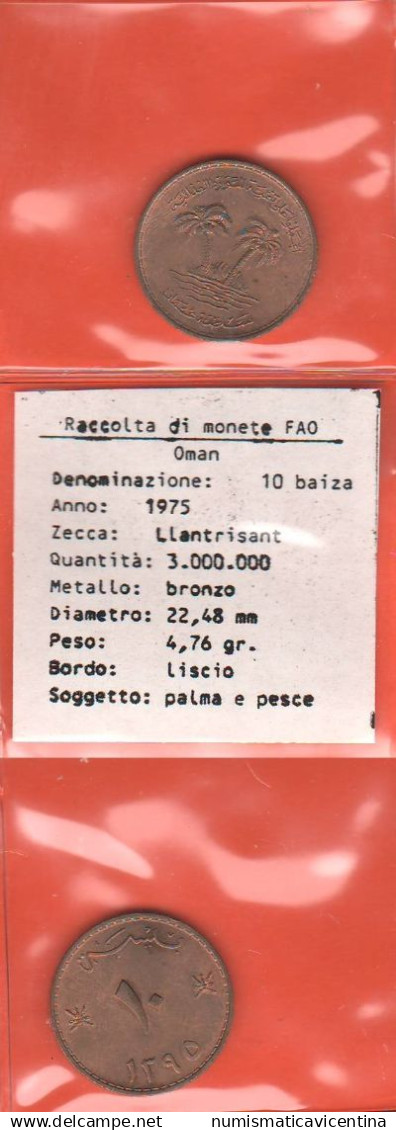 Raccolta di monete FAO
Oman
Denominazione: 10 baiza
Anno: 1975
Zecca: Llantrisant
Quantità: 3.000.000
Metallo: bronzo
Diametro: 22,48 mm
Peso: 4,76 gr.
Bordo: liscio
Soggetto: palma e pesce
١٠
١٣٩٥
www.delcampe.net
numismaticavicentina